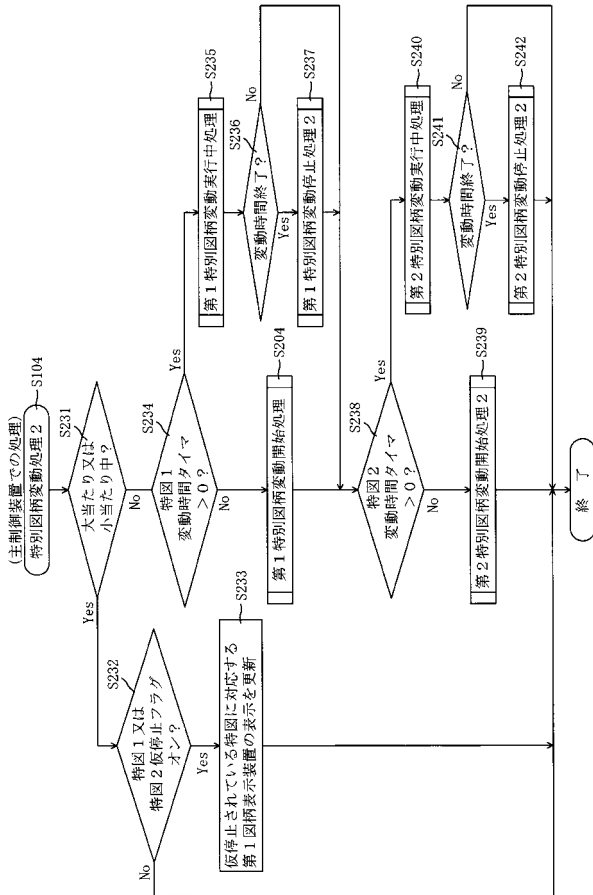 (主制御装置での処理)
特別図柄変動処理2
S104
S231
大当たり又は
小当たり中?
Yes
No
S232
特図1又は
特図2仮停止フラグ
オン?
No
Yes
S233
仮停止されている特図に対応する
第1図柄表示装置の表示を更新
S234
特図1
変動時間タイマ
>0?
Yes
No
S204
第1特別図柄変動開始処理
S235
第1特別図柄変動実行中処理
S236
変動時間終了?
No
Yes
S237
第1特別図柄変動停止処理2
S238
特図2
変動時間タイマ
>0?
Yes
No
S239
第2特別図柄変動開始処理2
S240
第2特別図柄変動実行中処理
S241
変動時間終了?
No
Yes
S242
第2特別図柄変動停止処理2
終了